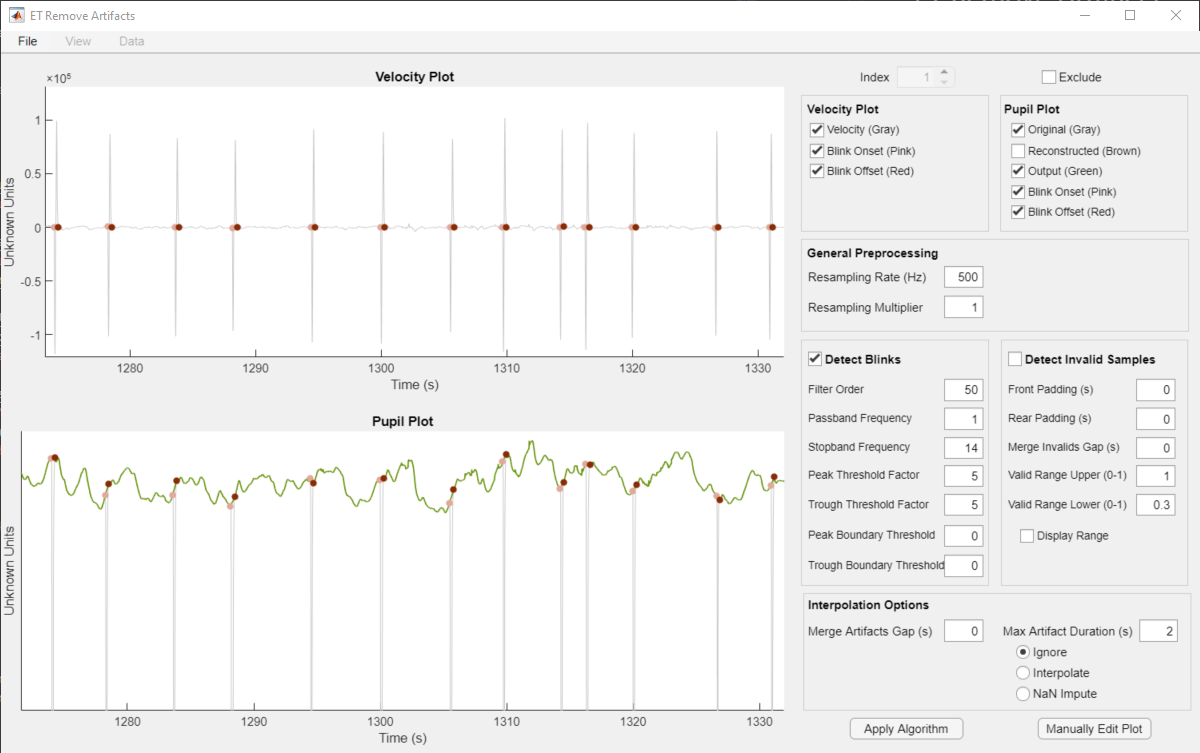 ET Remove Artifacts
File View Data
Velocity Plot
×10⁵
1
0.5
0
-0.5
-1
Unknown Units
1280 1290 1300 1310 1320 1330
Time (s)
Pupil Plot
Unknown Units
1280 1290 1300 1310 1320 1330
Time (s)
Index 1
Exclude
Velocity Plot
Velocity (Gray)
Blink Onset (Pink)
Blink Offset (Red)
Pupil Plot
Original (Gray)
Reconstructed (Brown)
Output (Green)
Blink Onset (Pink)
Blink Offset (Red)
General Preprocessing
Resampling Rate (Hz) 500
Resampling Multiplier 1
Detect Blinks
Filter Order 50
Passband Frequency 1
Stopband Frequency 14
Peak Threshold Factor 5
Trough Threshold Factor 5
Peak Boundary Threshold 0
Trough Boundary Threshold 0
Detect Invalid Samples
Front Padding (s) 0
Rear Padding (s) 0
Merge Invalids Gap (s) 0
Valid Range Upper (0-1) 1
Valid Range Lower (0-1) 0.3
Display Range
Interpolation Options
Merge Artifacts Gap (s) 0
Max Artifact Duration (s) 2
Ignore
Interpolate
NaN Impute
Apply Algorithm
Manually Edit Plot